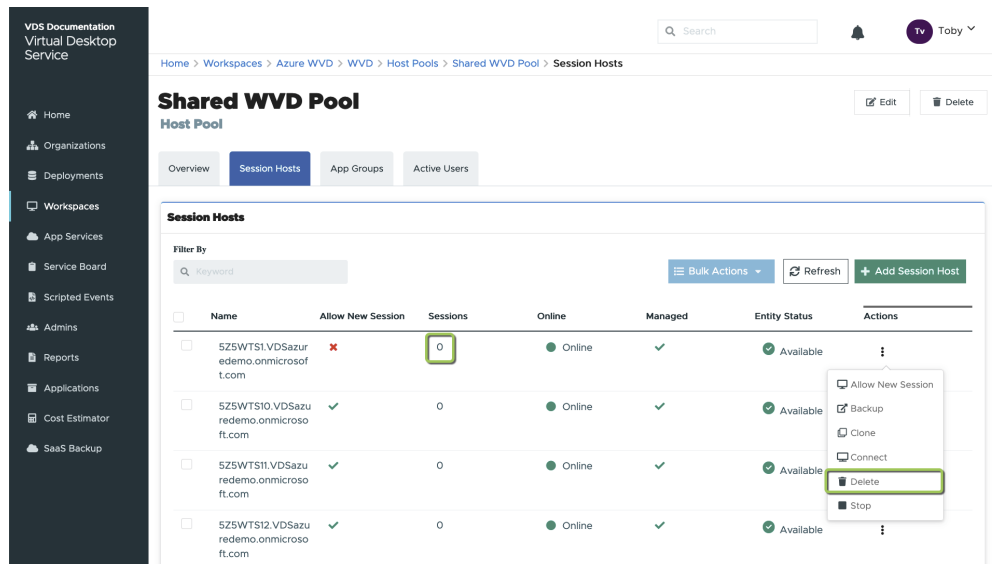 VDS Documentation
Virtual Desktop
Service
Home
Organizations
Deployments
Workspaces
App Services
Service Board
Scripted Events
Admins
Reports
Applications
Cost Estimator
SaaS Backup
Search
Tv Toby
Home > Workspaces > Azure WVD > WVD > Host Pools > Shared WVD Pool > Session Hosts
Shared WVD Pool
Host Pool
Edit Delete
Overview Session Hosts App Groups Active Users
Session Hosts
Filter By
Keyword
Bulk Actions Refresh + Add Session Host
Name Allow New Session Sessions Online Managed Entity Status Actions
5Z5WTS1.VDSazur
edemo.onmicrosof
t.com
0 Online Available
Allow New Session
Backup
Clone
Connect
Delete
Stop
5Z5WTS10.VDSazu
redemo.onmicroso
ft.com
0 Online Available
5Z5WTS11.VDSazu
redemo.onmicroso
ft.com
0 Online Available
5Z5WTS12.VDSazu
redemo.onmicroso
ft.com
0 Online Available